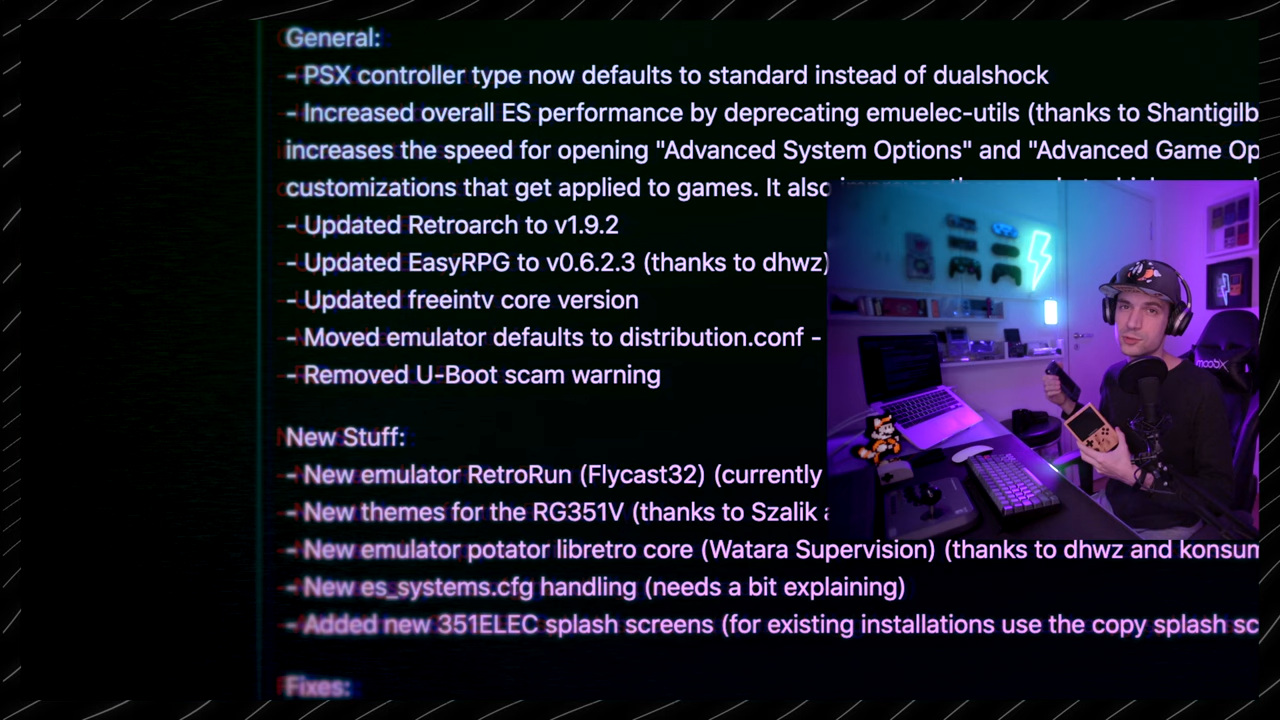 General:
- PSX controller type now defaults to standard instead of dualshock
- Increased overall ES performance by deprecating emuelec-utils (thanks to Shantigilb
increases the speed for opening "Advanced System Options" and "Advanced Game Op
customizations that get applied to games. It also
- Updated Retroarch to v1.9.2
- Updated EasyRPG to v0.6.2.3 (thanks to dhwz)
- Updated freeintv core version
- Moved emulator defaults to distribution.conf -
- Removed U-Boot scam warning
New Stuff:
- New emulator RetroRun (Flycast32) (currently
- New themes for the RG351V (thanks to Szalik
- New emulator potator libretro core (Watara Supervision) (thanks to dhwz and konsum
- New es_systems.cfg handling (needs a bit explaining)
- Added new 351ELEC splash screens (for existing installations use the copy splash sc
Fixes:
moobX